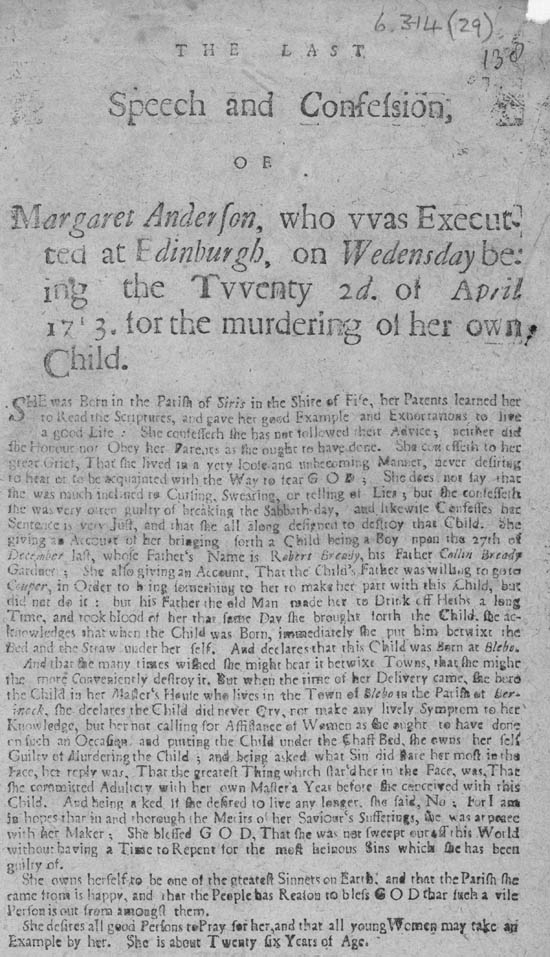 6.314(29)
138
THE LAST
Speech and Confeſsion,
OF
Margaret Anderſon, who vvas Execut-
ted at Edinburgh, on Wedensday be-
ing the Tvventy 2d. of April
17'3. for the murdering of her own
Child.
SHE was Born in the Pariſh of Siris in the Shire of Fife, her Parents learned her
to Read the Scriptures, and gave her good Example and Exhortations to live
a good Life: She confeſſeth ſhe has not followed their Advice; neither did
ſhe Honour nor Obey her Parents as ſhe ought to have done. She con eſſeth to her
great Grief, That ſhe lived in a very looſe and unbecoming Manner, never deſiring
to hear or to be acquainted with the Way to fear GOD; She does not ſay that
ſhe was much inclined to Curſing, Swearing, or telling of Lies; but ſhe confeſſeth
ſhe was very often guilty of breaking the Sabbath-day, and likewiſe Confeſſes her
Sentence is very Juſt, and that ſhe all along deſigned to deſtroy that Child. She
giving an Account of her bringing forth a Child being a Boy upon the 27th of
December laſt, whoſe Father's Name is Robert Bready, his Father Collin Bready
Gardner; She alſo giving an Account, That the Child's Father was willing to go to
Couper, in Order to b ing ſomething to her to make her part with this Child, but
did not do it: but his Father the old Man made her to Drink off Herbs a long
Time, and took blood of her that ſame Day ſhe brought forth the Child. ſhe ac-
knowledges that when the Child was Born, immediately ſhe put him betwixt the
Bed and the Straw under her ſelf. And declares that this Child was Born at Blebo.
And that ſhe many times wiſhed ſhe might bear it betwixt Towns, that ſhe might
the more Conveniently deſtroy it. But when the time of her Delivery came, ſhe bore
the Child in her Maſter's Houſe who lives in the Town of Blebo in the Pariſh of
ſhe declares the Child did never Cry, nor make any lively Symptom to her
Knowledge, but her not calling for Aſſiſtance of Women as ſhe ought to have done
on ſuch an Occaſion and putting the Child under the Chaff Bed, ſhe owns her ſelf
Guilty of Murdering the Child; and being asked what Sin did ſtare her moſt in the
Face, her reply was, That the greateſt Thing which ſtar'd her in the Face, was, That
ſhe committed Adultery with her own Maſter a Year before ſhe conceived with this
Child. And being a ked if ſhe deſired to live any longer, ſhe ſaid, No; For I am
in hopes that in and thorough the Merits of her Saviour's Sufferings, ſhe was at peace
with her Maker; She bleſſed GOD, That ſhe was not ſweept out off this World
without having a Time to Repent for the moſt heinous Sins which ſhe has been
guilty of.
She owns herſelf to be one of the greateſt Sinners on Earth, and that the Pariſh ſhe
came from is happy, and that the People has Reaſon to bleſs GOD that ſuch a vile
Perſon is out from amongſt them.
She deſires all good Perſons to Pray for her, and that all young Women may take an
Example by her. She is about Twenty ſix Years of Age.